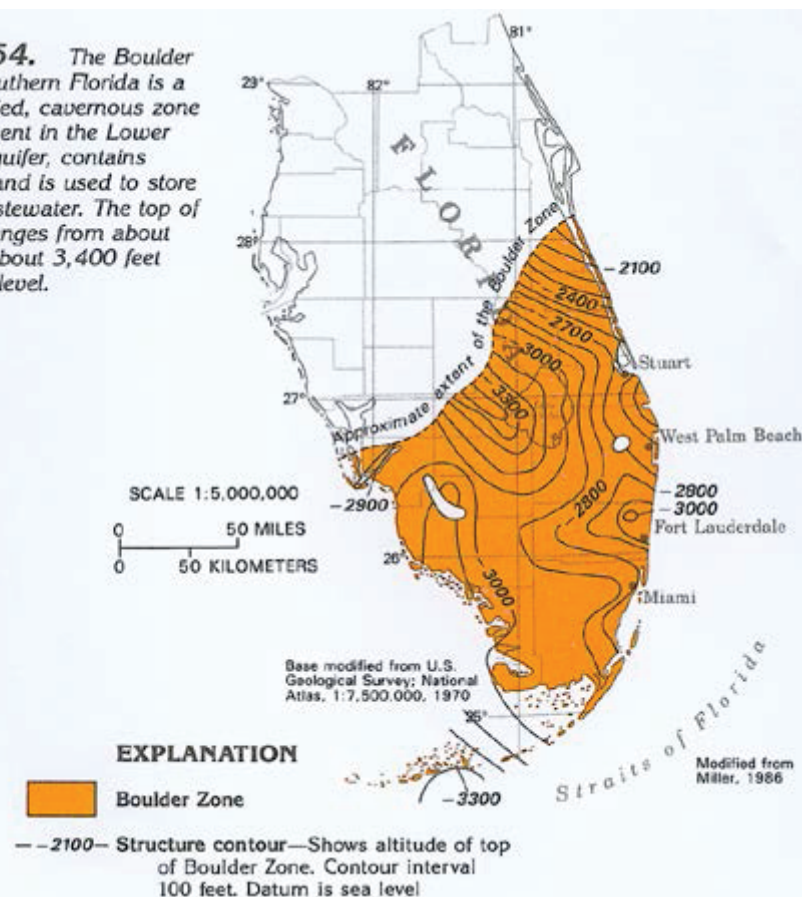 54. The Boulder
uthern Florida is a
ed, cavernous zone
ent in the Lower
quifer, contains
and is used to store
stewater. The top of
nges from about
bout 3,400 feet
level.
81°
29°
82°
FLORIDA
28°
Approximate extent of the Boulder Zone
-2100
-2400
-2700
-3000
Stuart
-3300
27°
West Palm Beach
SCALE 1:5,000,000
-2900
-2800
-2800
-3000
0 50 MILES
Fort Lauderdale
0 50 KILOMETERS
26°
-3000
Miami
Base modified from U.S.
Geological Survey; National
Atlas, 1:7,500,000, 1970
25°
Straits of Florida
Modified from
Miller, 1986
-3300
EXPLANATION
Boulder Zone
— -2100— Structure contour—Shows altitude of top
of Boulder Zone. Contour interval
100 feet. Datum is sea level